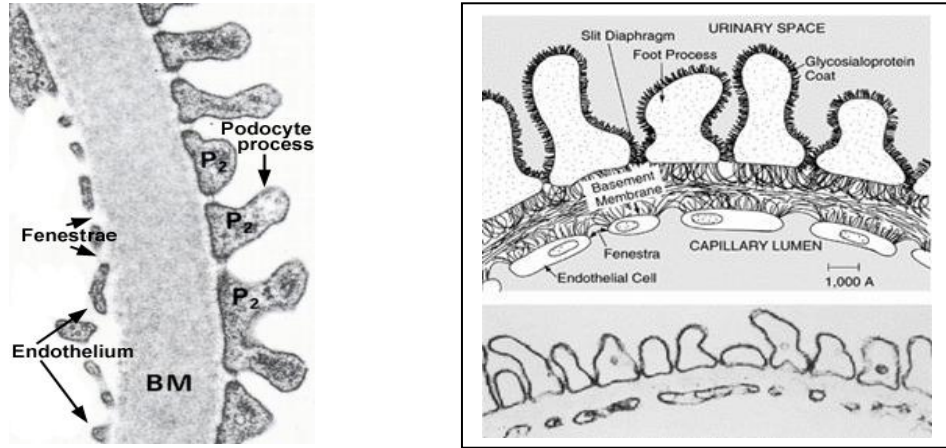 P₂
Podocyte
process
P₂
Fenestrae
P₂
Endothelium
BM
URINARY SPACE
Slit Diaphragm
Foot Process
Glycosialoprotein
Coat
Basement
Membrane
CAPILLARY LUMEN
Fenestra
Endothelial Cell
1,000 A